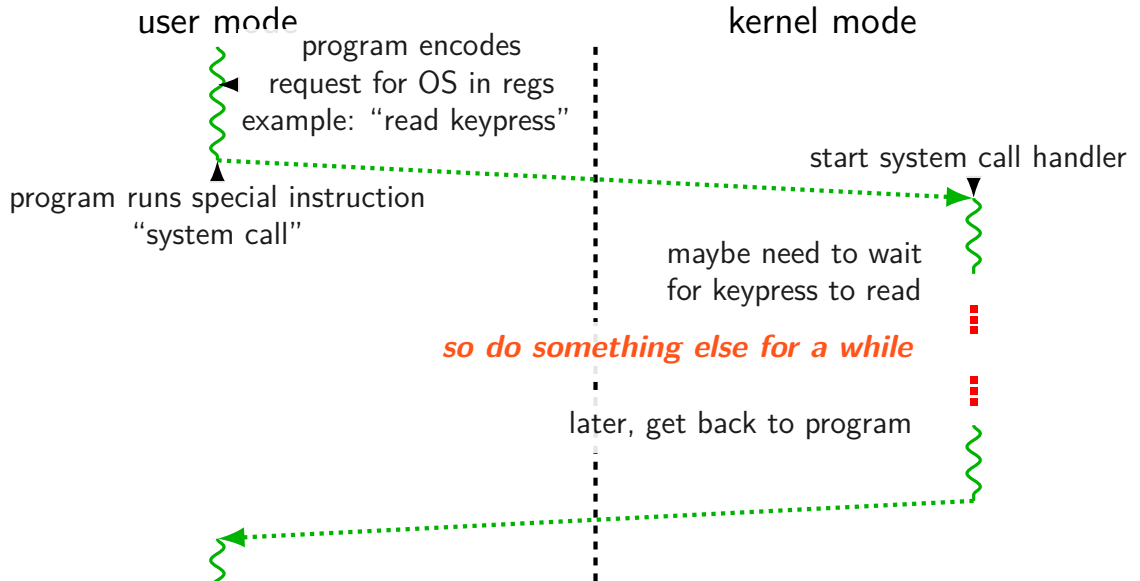 user mode
kernel mode
program encodes
request for OS in regs
example: “read keypress”
start system call handler
program runs special instruction
“system call”
maybe need to wait
for keypress to read
so do something else for a while
later, get back to program